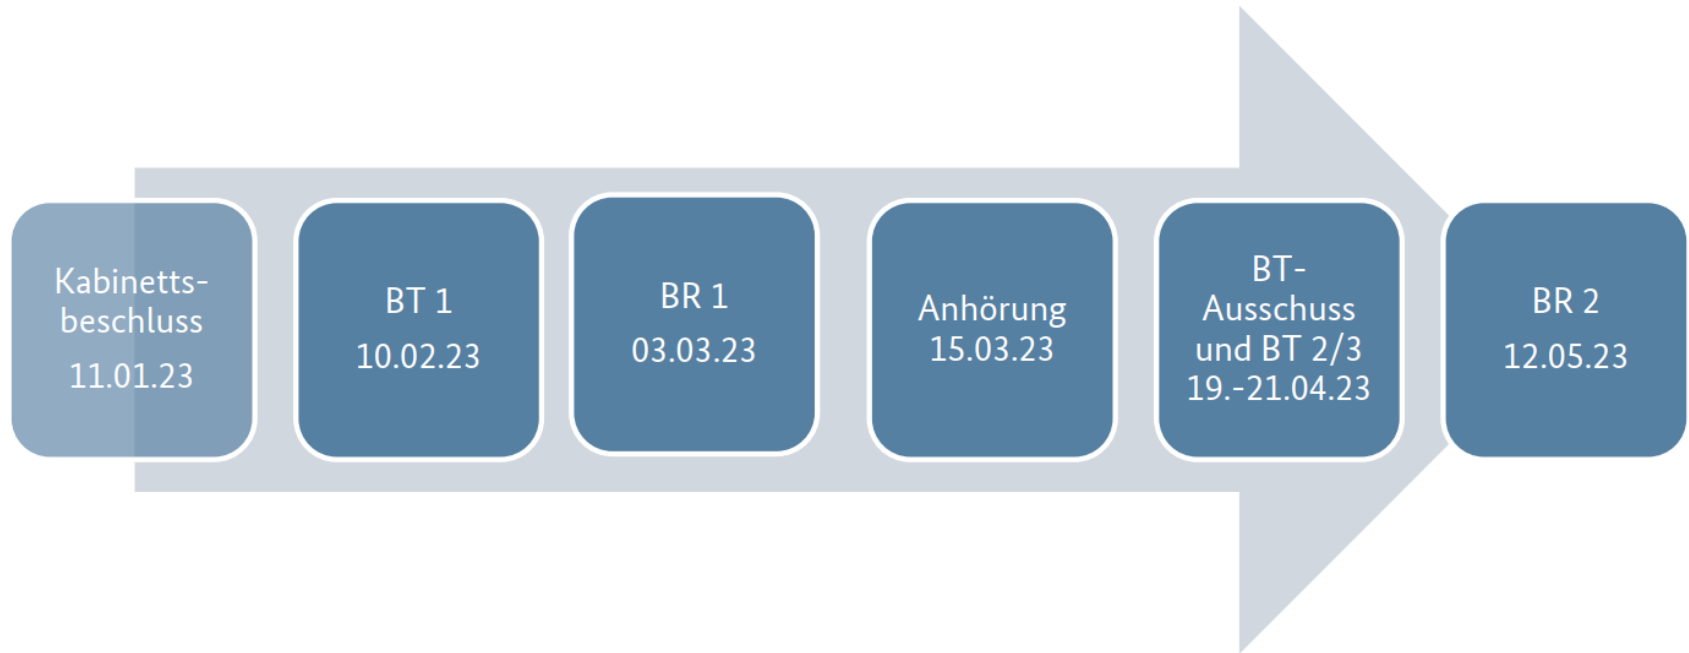 Kabinetts-
beschluss
11.01.23
BT 1
10.02.23
BR 1
03.03.23
Anhörung
15.03.23
BT-
Ausschuss
und BT 2/3
19.-21.04.23
BR 2
12.05.23